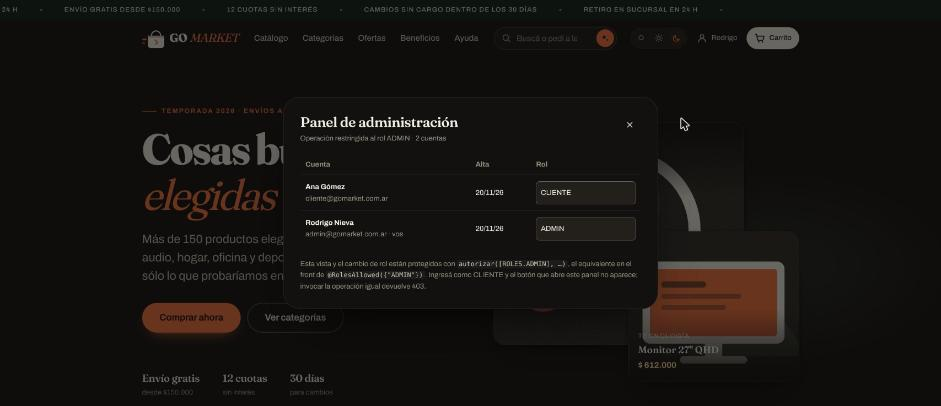 24 H • ENVÍO GRATIS DESDE $150.000 • 12 CUOTAS SIN INTERÉS • CAMBIOS SIN CARGO DENTRO DE LOS 30 DÍAS • RETIRO EN SUCURSAL EN 24 H •
GO MARKET Catálogo Categorías Ofertas Beneficios Ayuda Buscá o pedí a la Rodrigo Carrito
TEMPORADA 2026 · ENVÍOS A
Cosas bu
elegidas
Más de 150 productos eleg
audio, hogar, oficina y depo
sólo lo que probaríamos en
Comprar ahora Ver categorías
Envío gratis 12 cuotas 30 días
desde $150.000 sin interés para cambios
Panel de administración
Operación restringida al rol ADMIN · 2 cuentas
Cuenta Alta Rol
Ana Gómez
cliente@gomarket.com.ar
20/11/26 CLIENTE
Rodrigo Nieva
admin@gomarket.com.ar · vos
20/11/26 ADMIN
Esta vista y el cambio de rol están protegidos con autorizar([ROLES.ADMIN], …), el equivalente en el
front de @RolesAllowed({"ADMIN"}). Ingresá como CLIENTE y el botón que abre este panel no aparece;
invocar la operación igual devuelve 403.
Monitor 27" QHD
$ 612.000